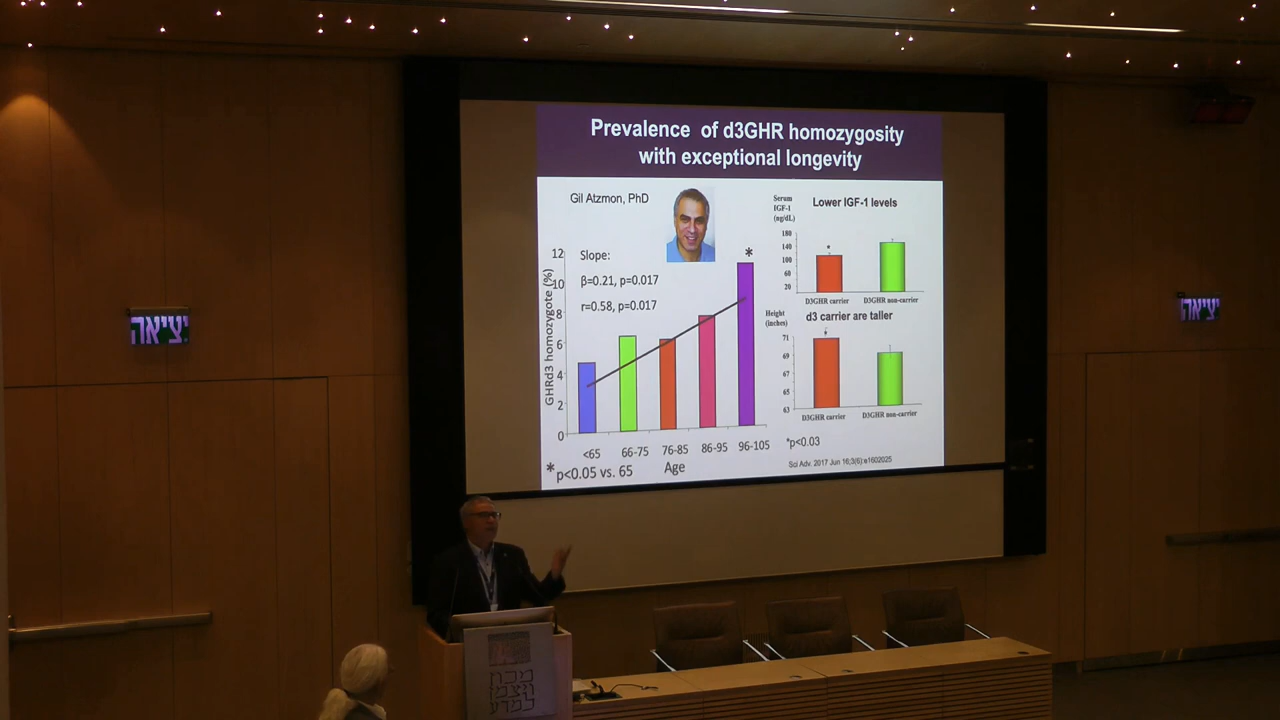 Prevalence of d3GHR homozygosity
with exceptional longevity
Gil Atzmon, PhD
Slope:
β=0.21, p=0.017
r=0.58, p=0.017
GHRd3 homozygote (%)
12
10
8
6
4
2
0
*
<65
66-75
76-85
86-95
96-105
Age
*p<0.05 vs. 65
Serum
IGF-1
(ng/dL)
Lower IGF-1 levels
180
140
100
60
20
*
D3GHR carrier
D3GHR non-carrier
Height
(inches)
d3 carrier are taller
71
69
67
65
63
*
D3GHR carrier
D3GHR non-carrier
*p<0.03
Sci Adv. 2017 Jun 16;3(6):e1602025
יציאה
יציאה
מכון
ויצמן
למדע